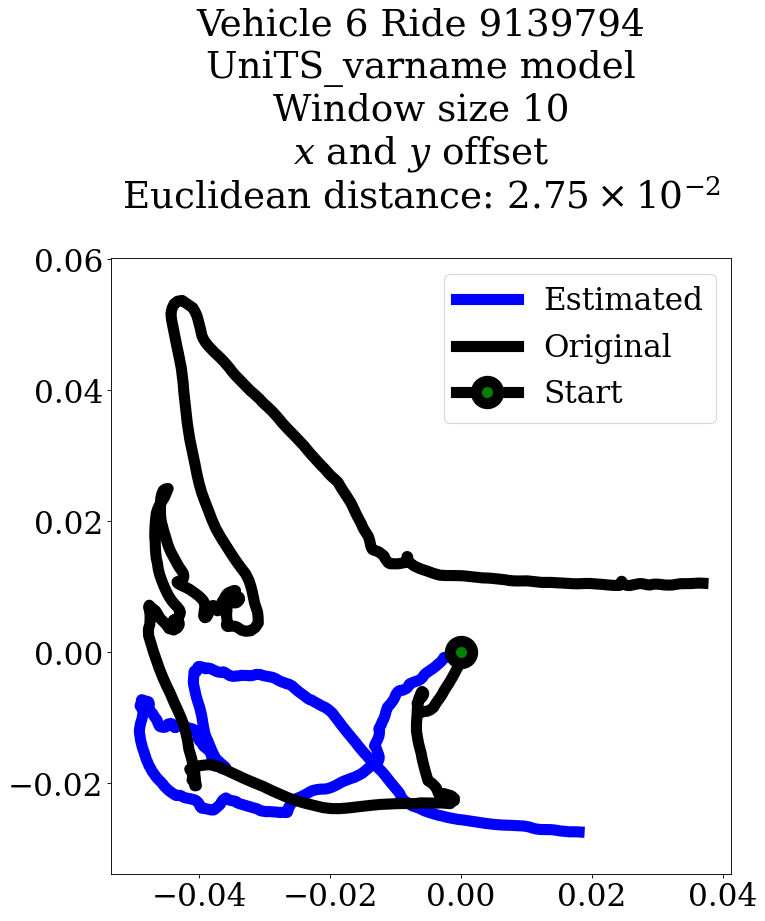 Vehicle 6 Ride 9139794
UniTS_varname model
Window size 10
x and y offset
Euclidean distance: 2.75 × 10⁻²
0.06
Estimated
Original
Start
0.04
0.02
0.00
−0.02
−0.04 −0.02 0.00 0.02 0.04